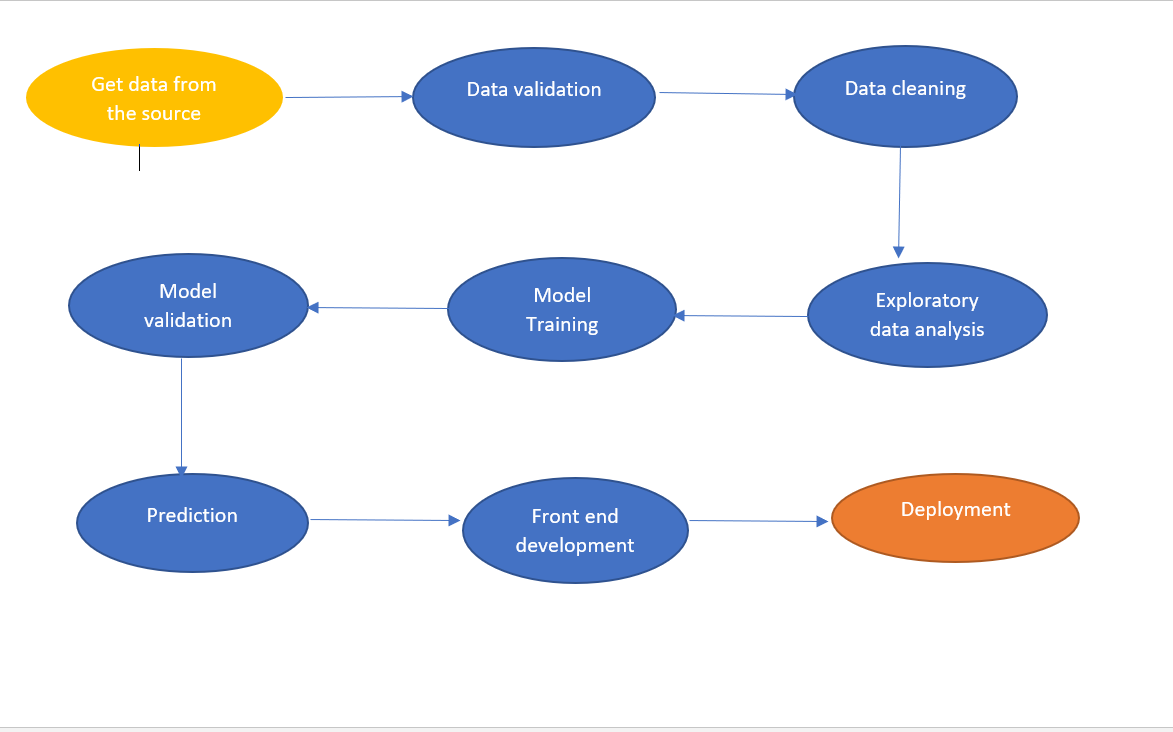 Get data from
the source
Data validation
Data cleaning
Exploratory
data analysis
Model
Training
Model
validation
Prediction
Front end
development
Deployment